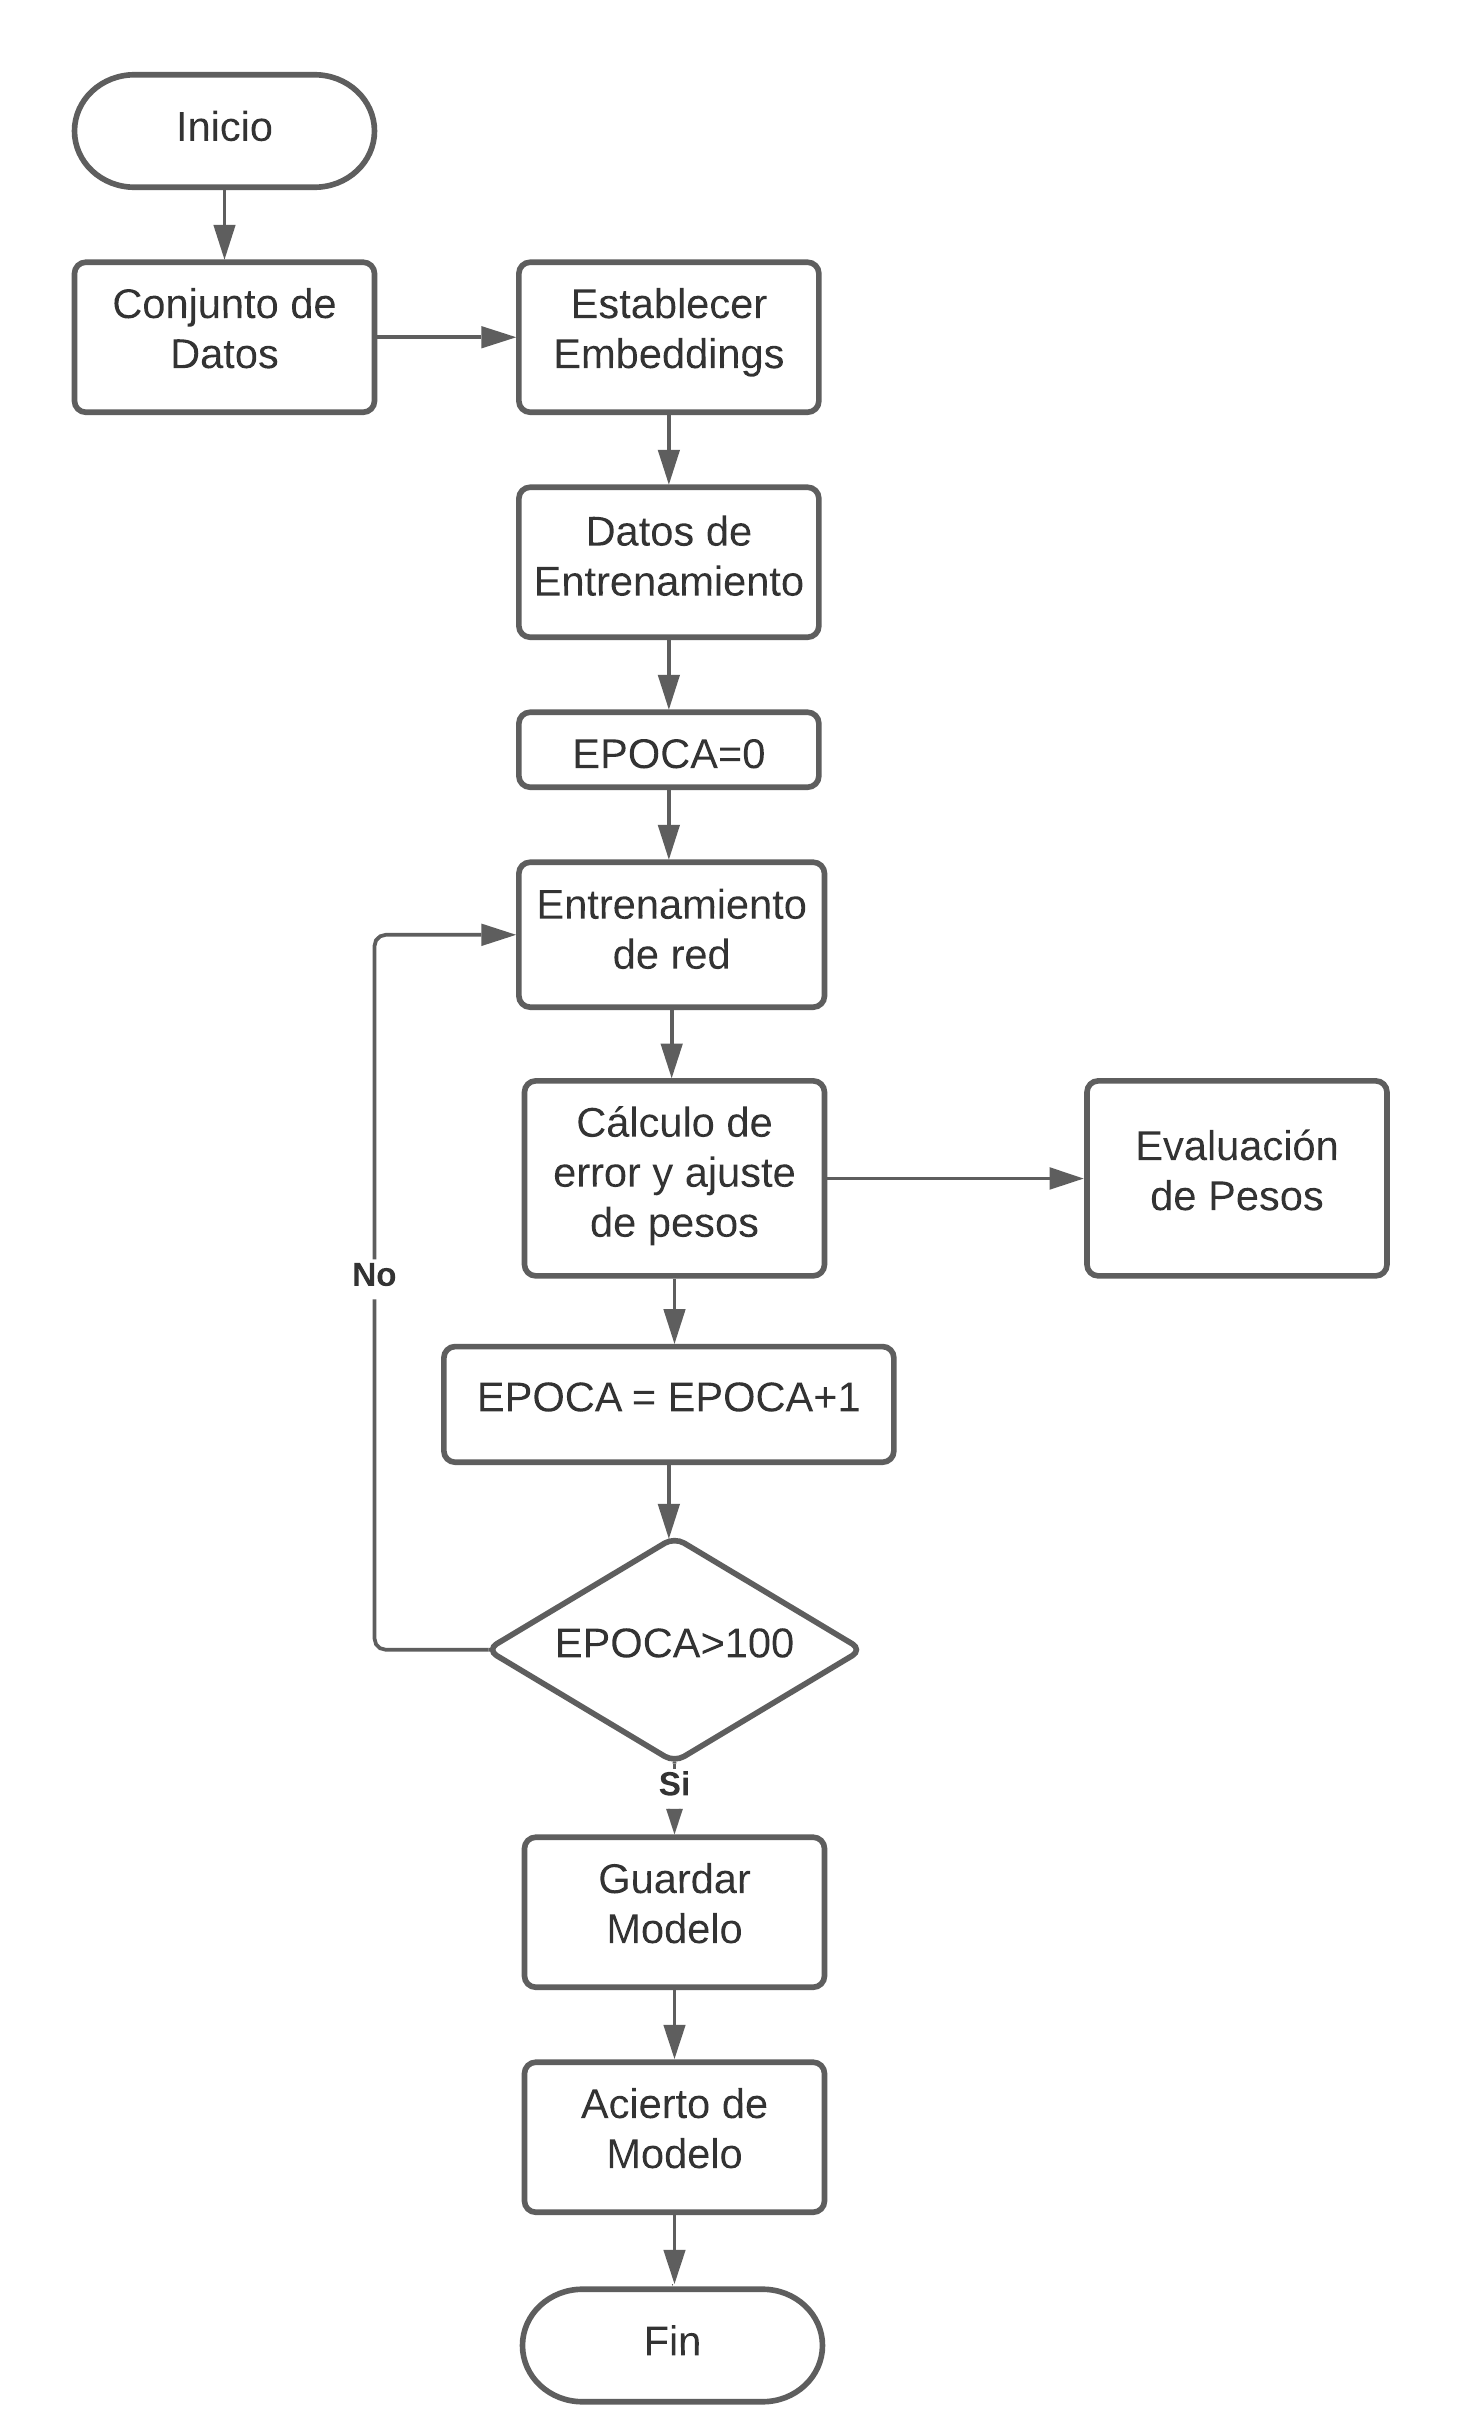 Inicio
Conjunto de
Datos
Establecer
Embeddings
Datos de
Entrenamiento
EPOCA=0
Entrenamiento
de red
Cálculo de
error y ajuste
de pesos
Evaluación
de Pesos
No
EPOCA = EPOCA+1
EPOCA>100
Si
Guardar
Modelo
Acierto de
Modelo
Fin